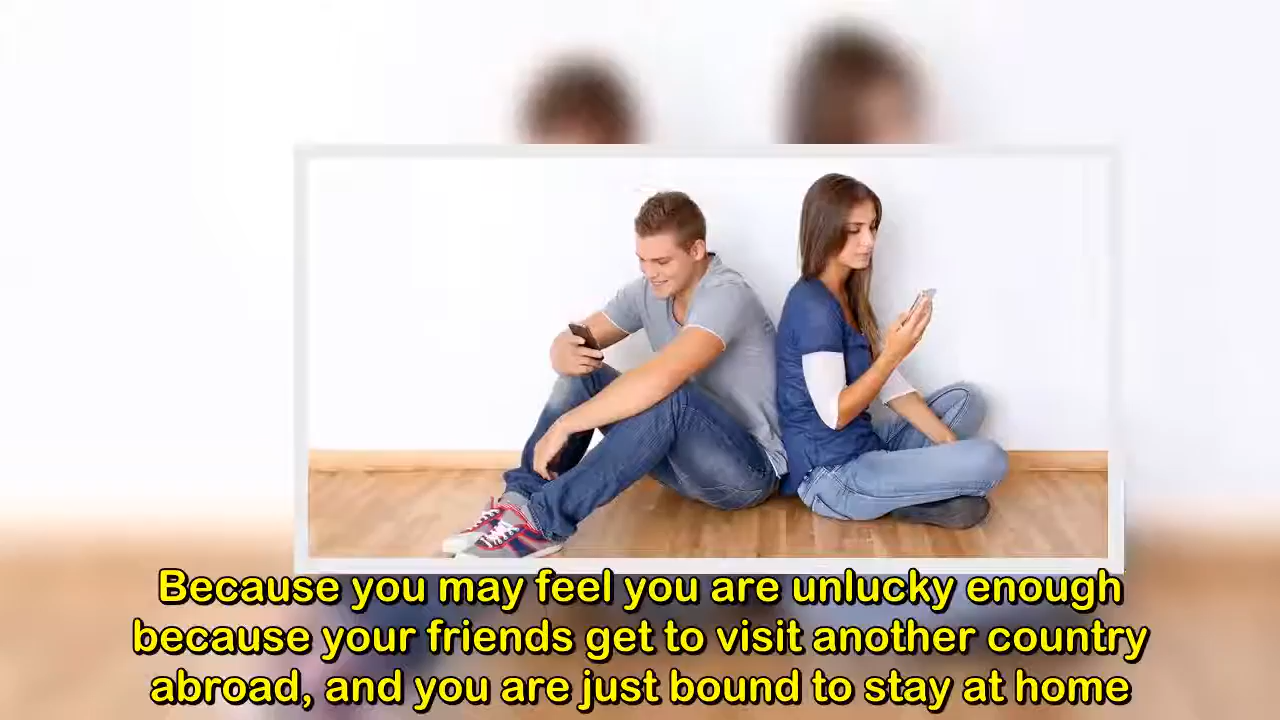 Because you may feel you are unlucky enough
because your friends get to visit another country
abroad, and you are just bound to stay at home